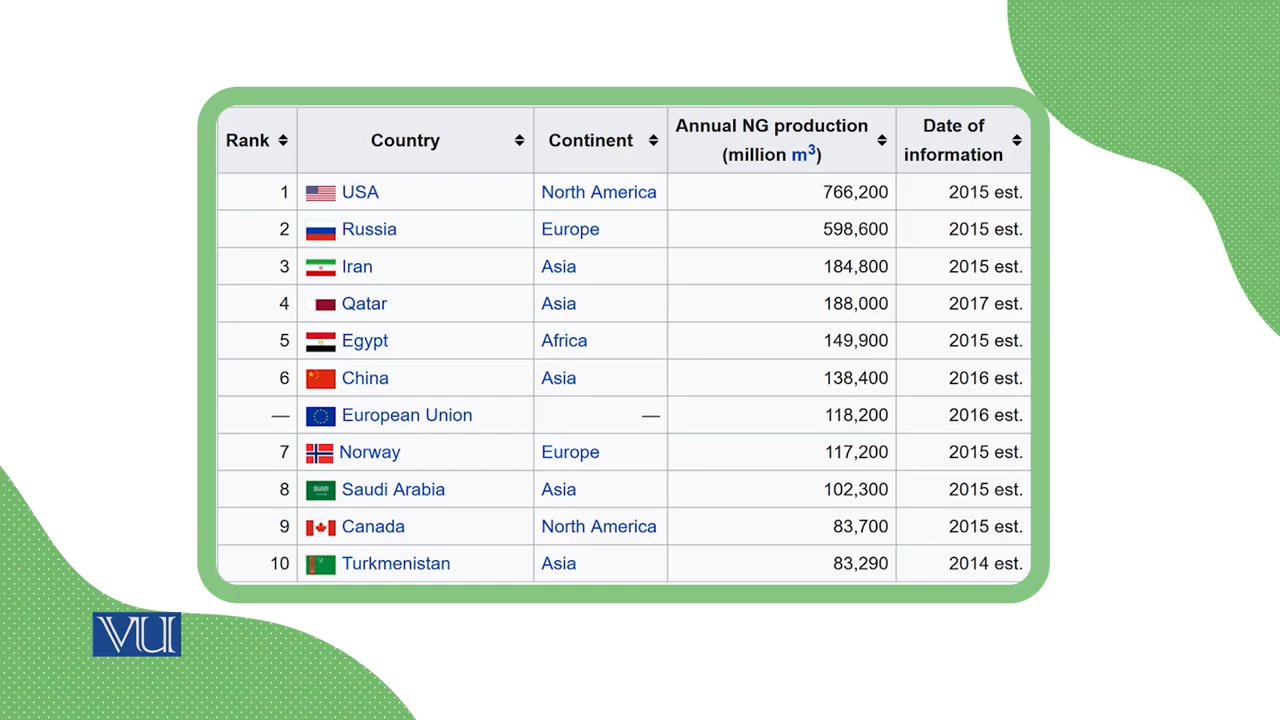 Rank Country Continent Annual NG production (million m³) Date of information
1 USA North America 766,200 2015 est.
2 Russia Europe 598,600 2015 est.
3 Iran Asia 184,800 2015 est.
4 Qatar Asia 188,000 2017 est.
5 Egypt Africa 149,900 2015 est.
6 China Asia 138,400 2016 est.
— European Union — 118,200 2016 est.
7 Norway Europe 117,200 2015 est.
8 Saudi Arabia Asia 102,300 2015 est.
9 Canada North America 83,700 2015 est.
10 Turkmenistan Asia 83,290 2014 est.
VU